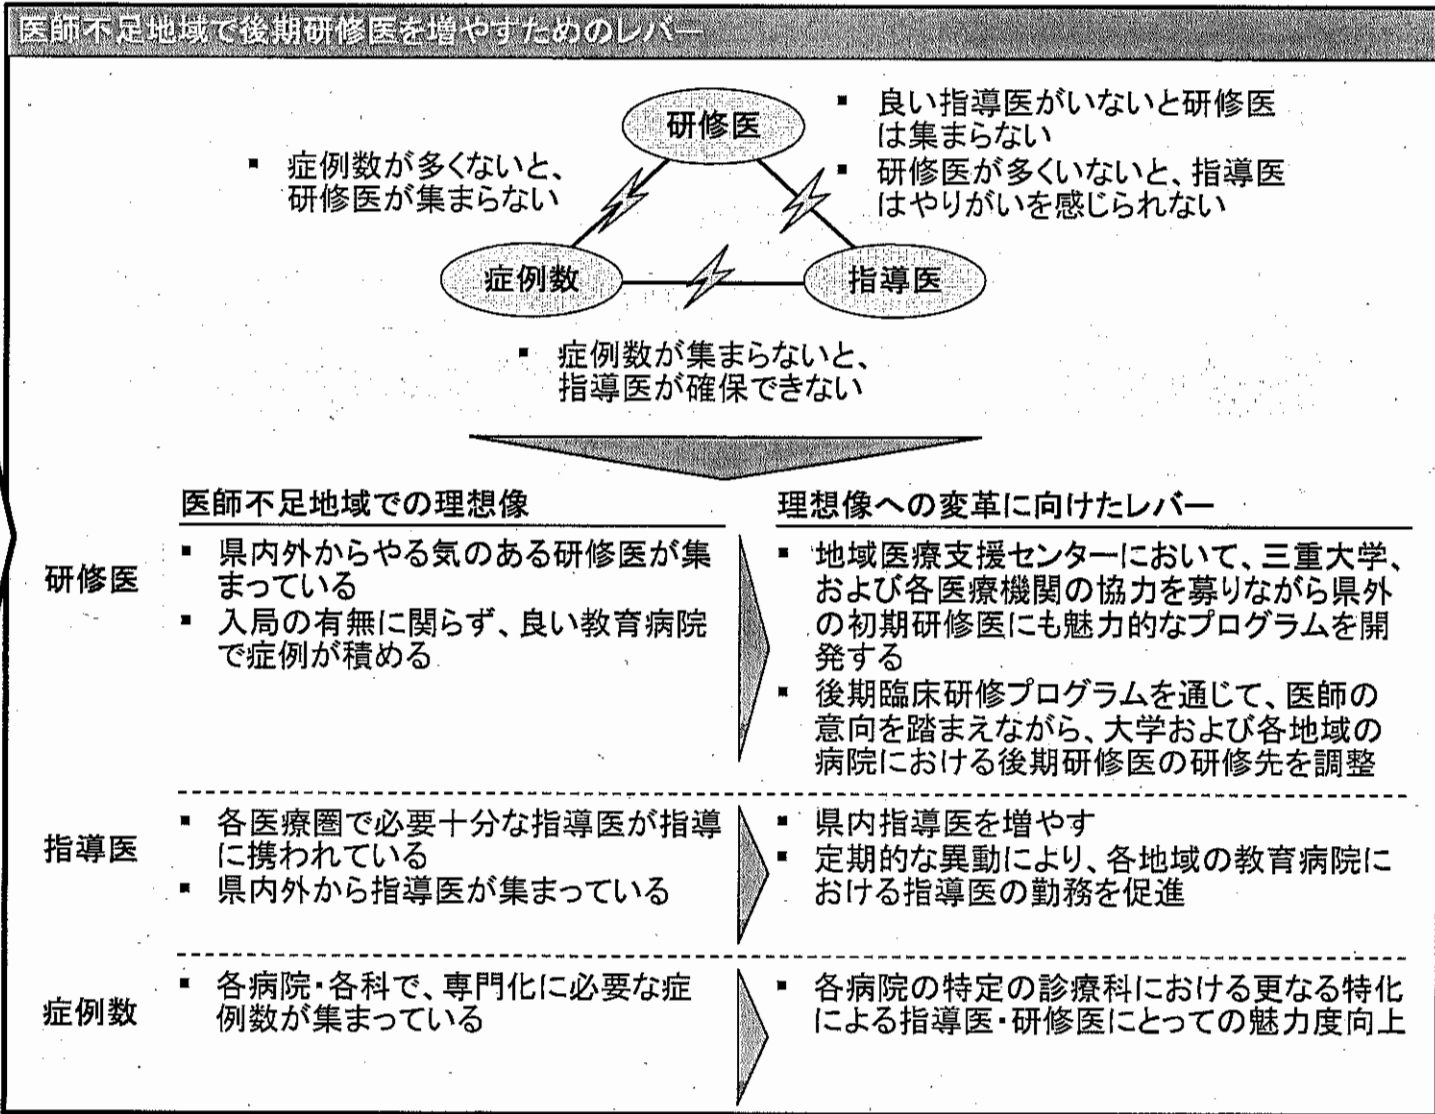 医師不足地域で後期研修医を増やすためのレバー
研修医
■ 良い指導医がいないと研修医
は集まらない
■ 研修医が多くいないと、指導医
はやりがいを感じられない
■ 症例数が多くないと、
研修医が集まらない
症例数
指導医
■ 症例数が集まらないと、
指導医が確保できない
医師不足地域での理想像
理想像への変革に向けたレバー
研修医
■ 県内外からやる気のある研修医が集
まっている
■ 入局の有無に関らず、良い教育病院
で症例が積める
■ 地域医療支援センターにおいて、三重大学、
および各医療機関の協力を募りながら県外
の初期研修医にも魅力的なプログラムを開
発する
■ 後期臨床研修プログラムを通じて、医師の
意向を踏まえながら、大学および各地域の
病院における後期研修医の研修先を調整
指導医
■ 各医療圏で必要十分な指導医が指導
に携われている
■ 県内外から指導医が集まっている
■ 県内指導医を増やす
■ 定期的な異動により、各地域の教育病院に
おける指導医の勤務を促進
症例数
■ 各病院・各科で、専門化に必要な症
例数が集まっている
■ 各病院の特定の診療科における更なる特化
による指導医・研修医にとっての魅力度向上